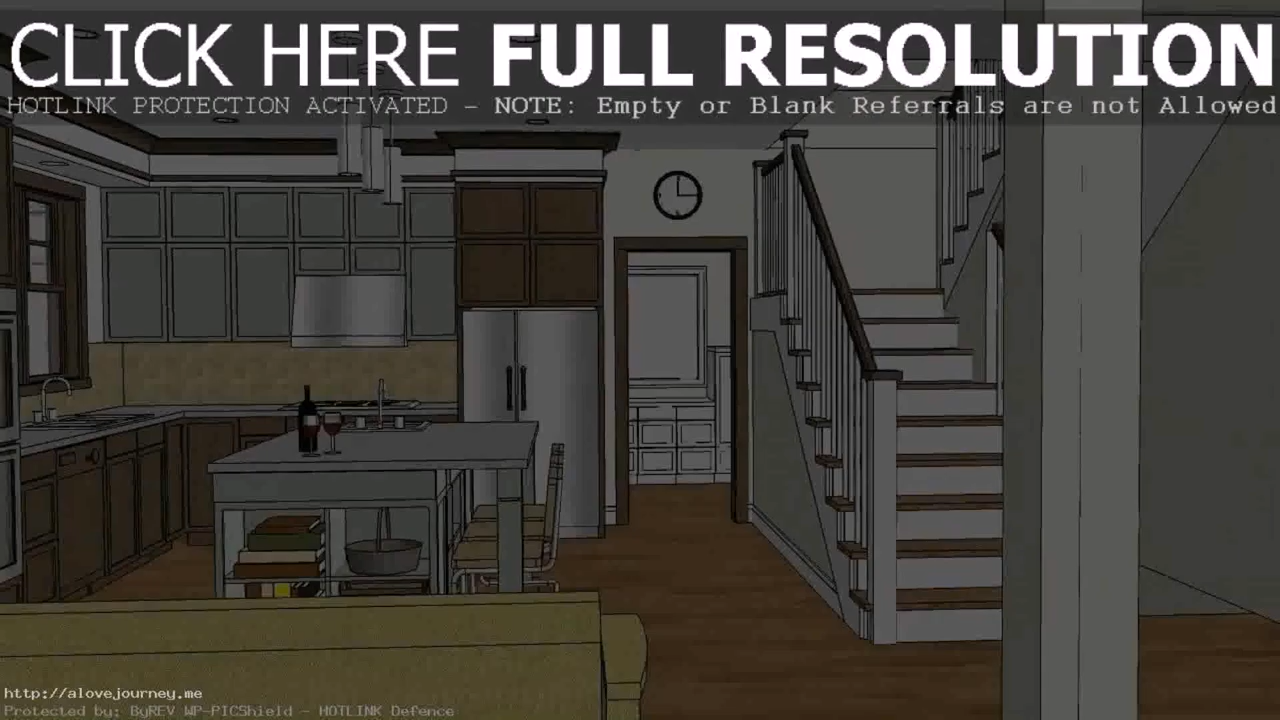 CLICK HERE FULL RESOLUTION
HOTLINK PROTECTION ACTIVATED – NOTE: Empty or Blank Referrals are not Allowed
http://alovejourney.me
Protected by: ByREV WP-PICShield – HOTLINK Defence